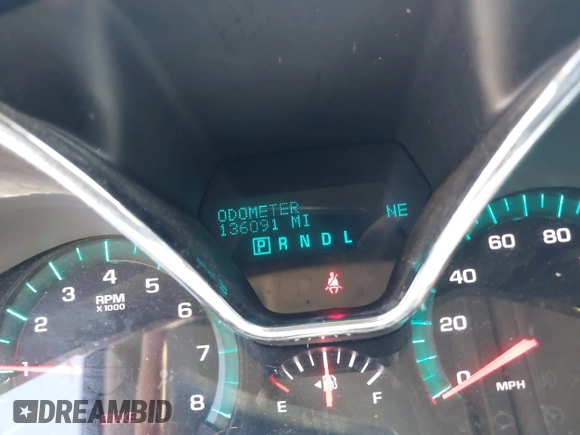 ODOMETER NE
136091 MI
P R N D L
1 2 3 4 5 6 7 8
RPM
X1000
E F
0 20 40 60 80
MPH
DREAMBID